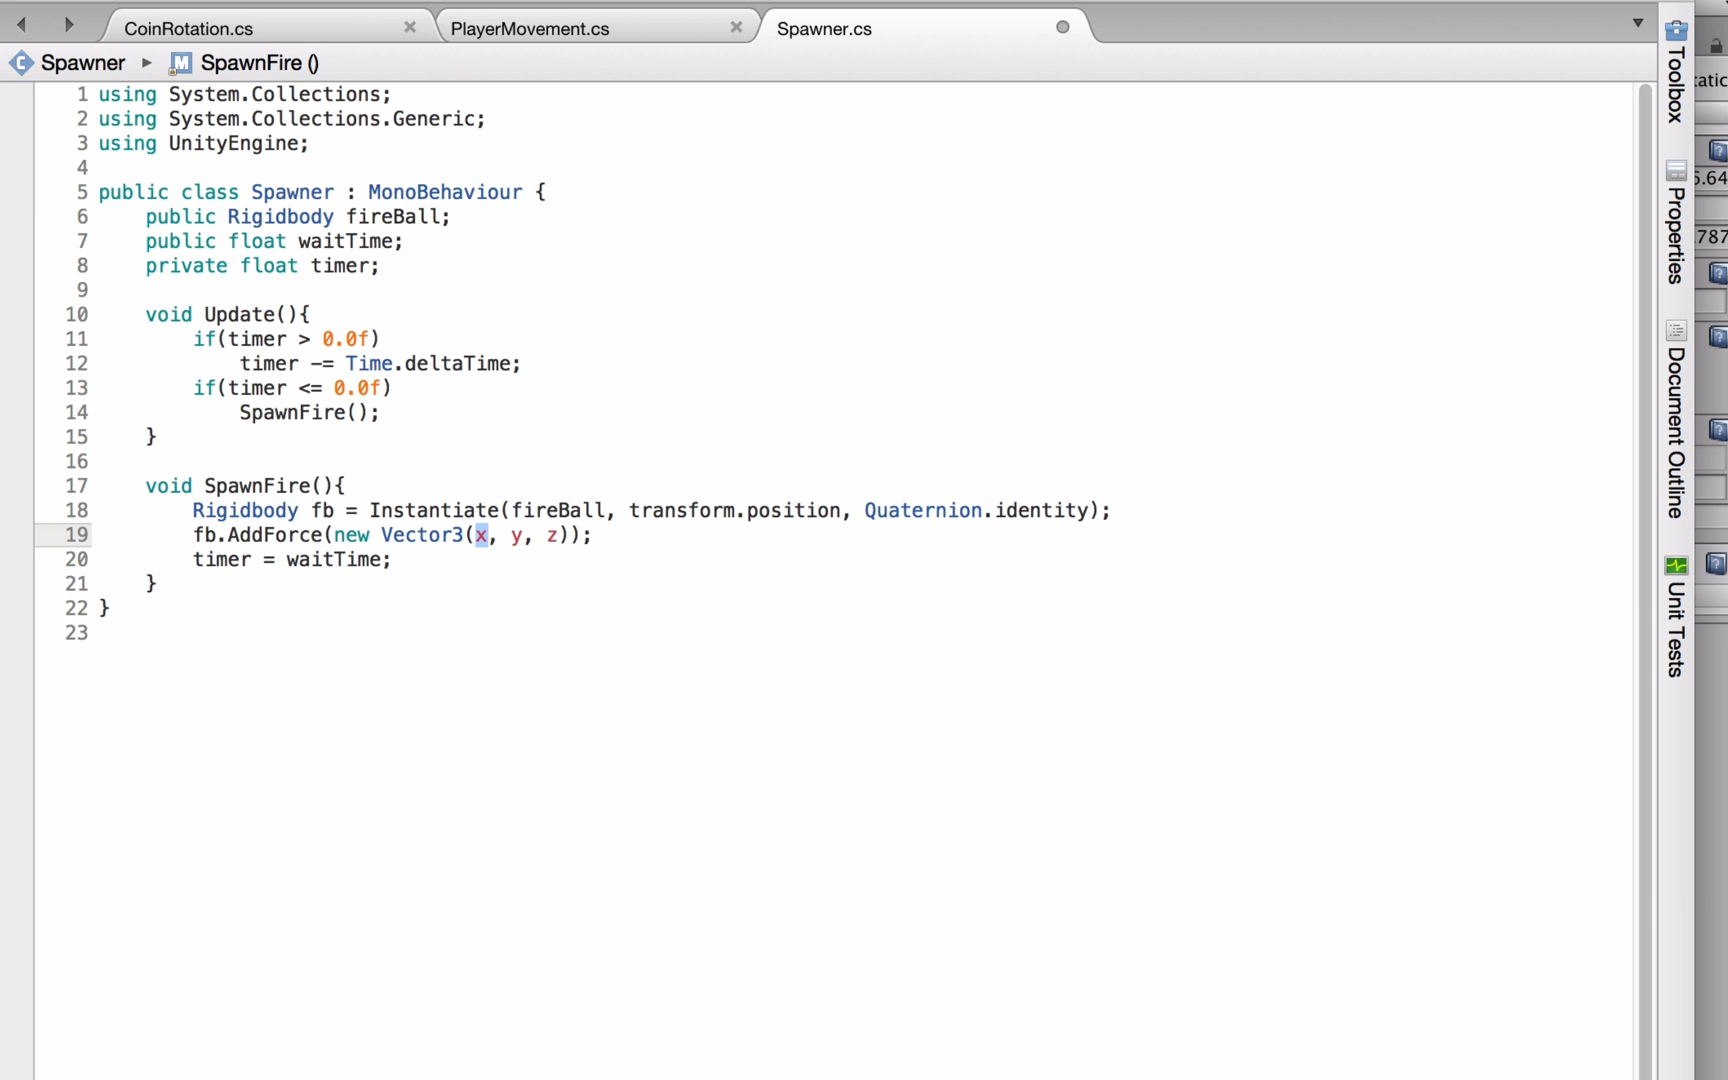 CoinRotation.cs
PlayerMovement.cs
Spawner.cs
Spawner
M SpawnFire ()
1 using System.Collections;
2 using System.Collections.Generic;
3 using UnityEngine;
4
5 public class Spawner : MonoBehaviour {
6 public Rigidbody fireBall;
7 public float waitTime;
8 private float timer;
9
10 void Update(){
11 if(timer > 0.0f)
12 timer -= Time.deltaTime;
13 if(timer <= 0.0f)
14 SpawnFire();
15 }
16
17 void SpawnFire(){
18 Rigidbody fb = Instantiate(fireBall, transform.position, Quaternion.identity);
19 fb.AddForce(new Vector3(x, y, z));
20 timer = waitTime;
21 }
22 }
23
Toolbox
Properties
Document Outline
Unit Tests